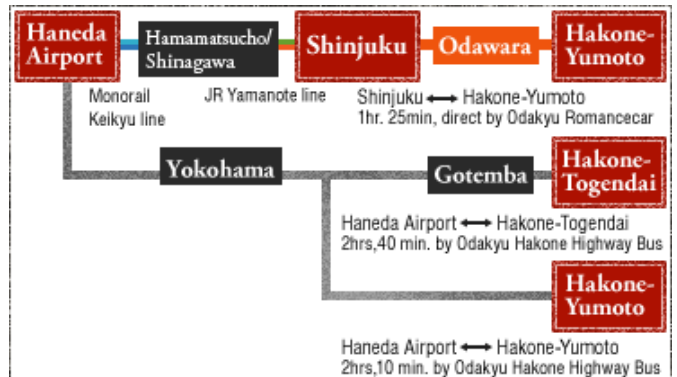 Haneda
Airport
Hamamatsucho/
Shinagawa
Shinjuku
Odawara
Hakone-
Yumoto
Monorail
Keikyu line
JR Yamanote line
Shinjuku ⟷ Hakone-Yumoto
1hr. 25min, direct by Odakyu Romancecar
Yokohama
Gotemba
Hakone-
Togendai
Haneda Airport ⟷ Hakone-Togendai
2hrs,40 min. by Odakyu Hakone Highway Bus
Hakone-
Yumoto
Haneda Airport ⟷ Hakone-Yumoto
2hrs,10 min. by Odakyu Hakone Highway Bus